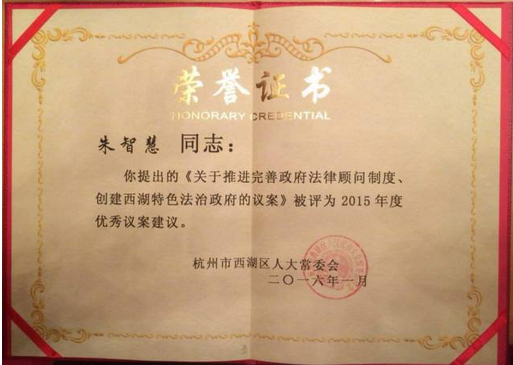 荣誉证书
HONORARY CREDENTIAL
朱智慧 同志：
你提出的《关于推进完善政府法律顾问制度、
创建西湖特色法治政府的议案》被评为2015年度
优秀议案建议。
杭州市西湖区人大常委会
二〇一六年一月